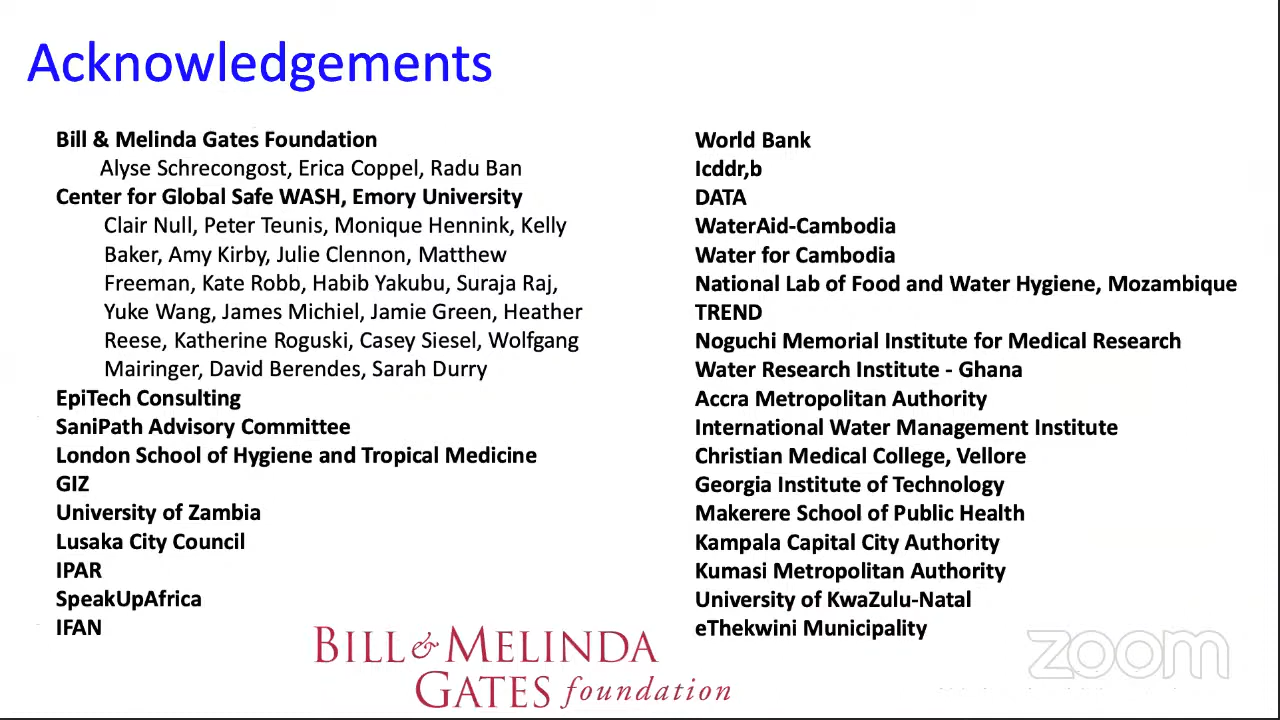 Acknowledgements
Bill & Melinda Gates Foundation
Alyse Schrecongost, Erica Coppel, Radu Ban
Center for Global Safe WASH, Emory University
Clair Null, Peter Teunis, Monique Hennink, Kelly
Baker, Amy Kirby, Julie Clennon, Matthew
Freeman, Kate Robb, Habib Yakubu, Suraja Raj,
Yuke Wang, James Michiel, Jamie Green, Heather
Reese, Katherine Roguski, Casey Siesel, Wolfgang
Mairinger, David Berendes, Sarah Durry
EpiTech Consulting
SaniPath Advisory Committee
London School of Hygiene and Tropical Medicine
GIZ
University of Zambia
Lusaka City Council
IPAR
SpeakUpAfrica
IFAN
World Bank
Icddr,b
DATA
WaterAid-Cambodia
Water for Cambodia
National Lab of Food and Water Hygiene, Mozambique
TREND
Noguchi Memorial Institute for Medical Research
Water Research Institute - Ghana
Accra Metropolitan Authority
International Water Management Institute
Christian Medical College, Vellore
Georgia Institute of Technology
Makerere School of Public Health
Kampala Capital City Authority
Kumasi Metropolitan Authority
University of KwaZulu-Natal
eThekwini Municipality
BILL & MELINDA
GATES foundation
zoom